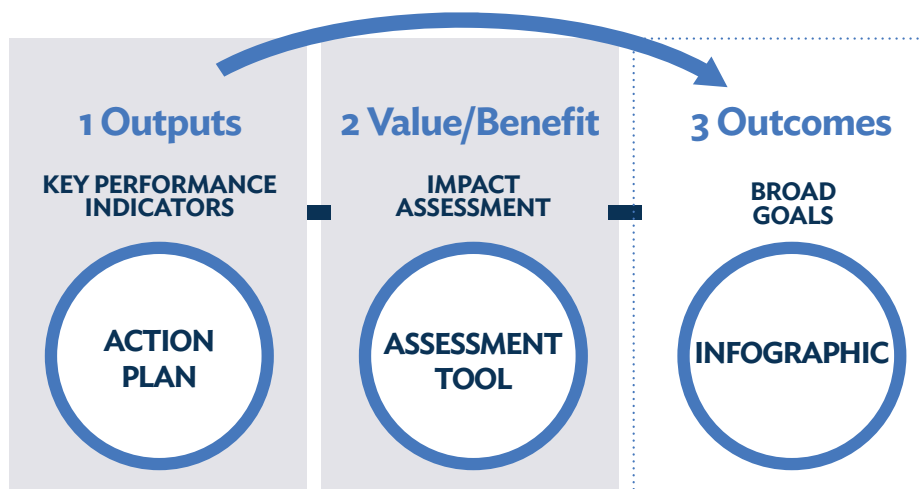 1 Outputs
KEY PERFORMANCE
INDICATORS
ACTION
PLAN
2 Value/Benefit
IMPACT
ASSESSMENT
ASSESSMENT
TOOL
3 Outcomes
BROAD
GOALS
INFOGRAPHIC